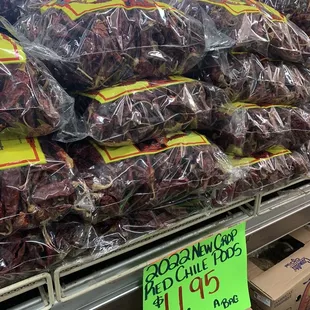 2022 New Crop
Red Chile Pods
$11.95
A BAG